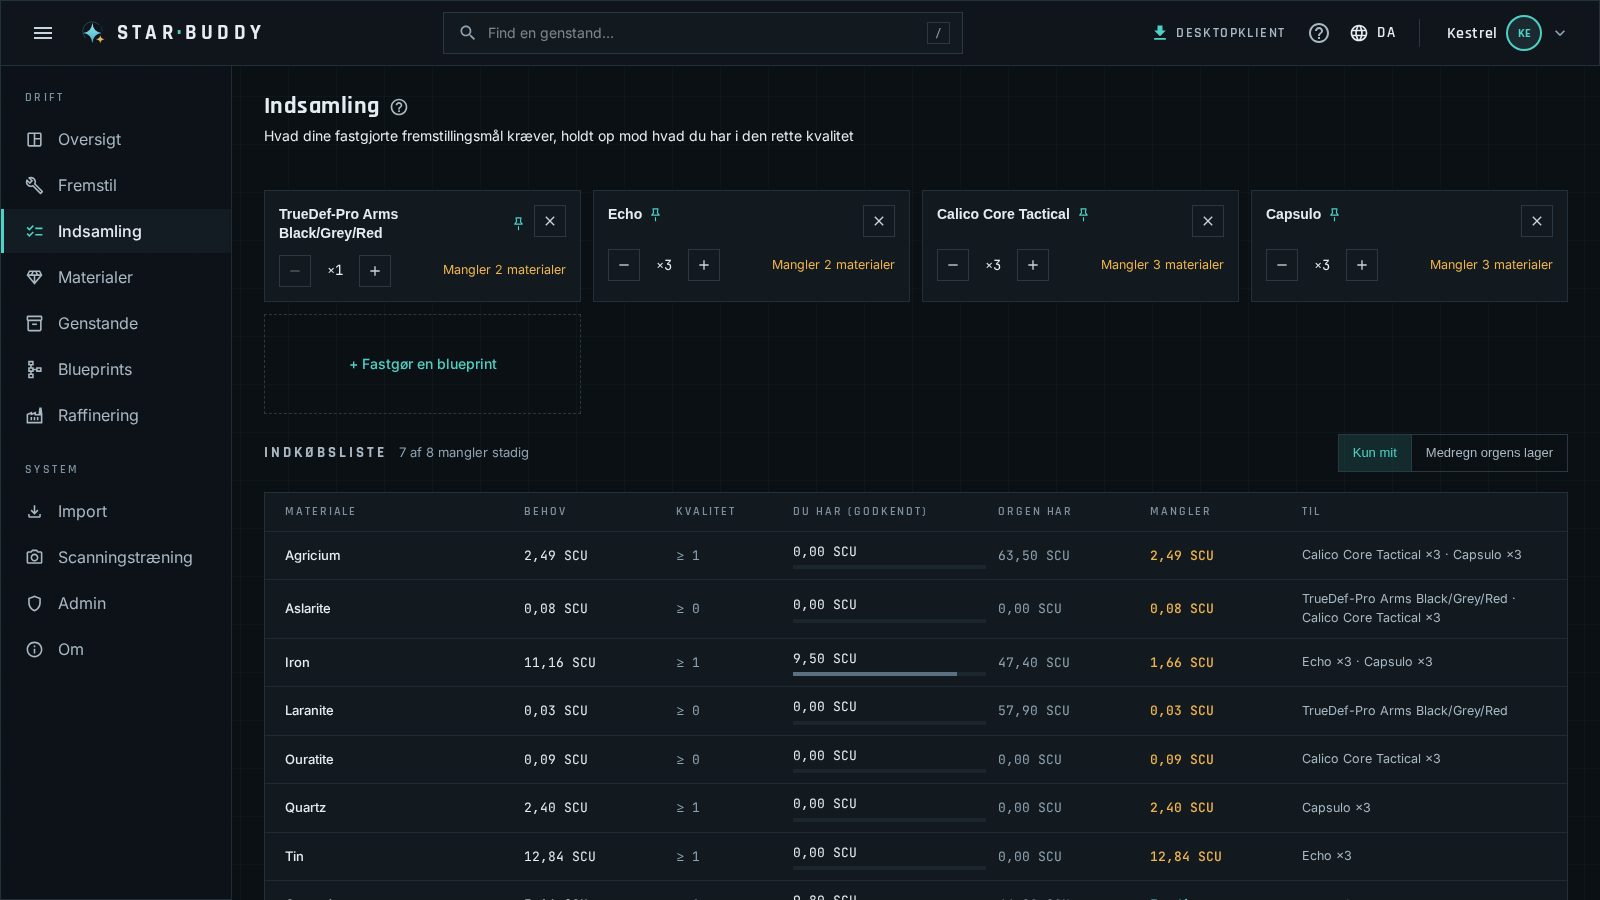 STAR·BUDDY
Find en genstand...
/
DESKTOPKLIENT
DA
Kestrel
KE
DRIFT
Oversigt
Fremstil
Indsamling
Materialer
Genstande
Blueprints
Raffinering
SYSTEM
Import
Scanningstræning
Admin
Om
Indsamling
Hvad dine fastgjorte fremstillingsmål kræver, holdt op mod hvad du har i den rette kvalitet
TrueDef-Pro Arms
Black/Grey/Red
×1
Mangler 2 materialer
Echo
×3
Mangler 2 materialer
Calico Core Tactical
×3
Mangler 3 materialer
Capsulo
×3
Mangler 3 materialer
+ Fastgør en blueprint
INDKØBSLISTE 7 af 8 mangler stadig
Kun mit
Medregn orgens lager
MATERIALE BEHOV KVALITET DU HAR (GODKENDT) ORGEN HAR MANGLER TIL
Agricium 2,49 SCU ≥ 1 0,00 SCU 63,50 SCU 2,49 SCU Calico Core Tactical ×3 · Capsulo ×3
Aslarite 0,08 SCU ≥ 0 0,00 SCU 0,00 SCU 0,08 SCU TrueDef-Pro Arms Black/Grey/Red ·
Calico Core Tactical ×3
Iron 11,16 SCU ≥ 1 9,50 SCU 47,40 SCU 1,66 SCU Echo ×3 · Capsulo ×3
Laranite 0,03 SCU ≥ 0 0,00 SCU 57,90 SCU 0,03 SCU TrueDef-Pro Arms Black/Grey/Red
Ouratite 0,09 SCU ≥ 0 0,00 SCU 0,00 SCU 0,09 SCU Calico Core Tactical ×3
Quartz 2,40 SCU ≥ 1 0,00 SCU 0,00 SCU 2,40 SCU Capsulo ×3
Tin 12,84 SCU ≥ 1 0,00 SCU 0,00 SCU 12,84 SCU Echo ×3